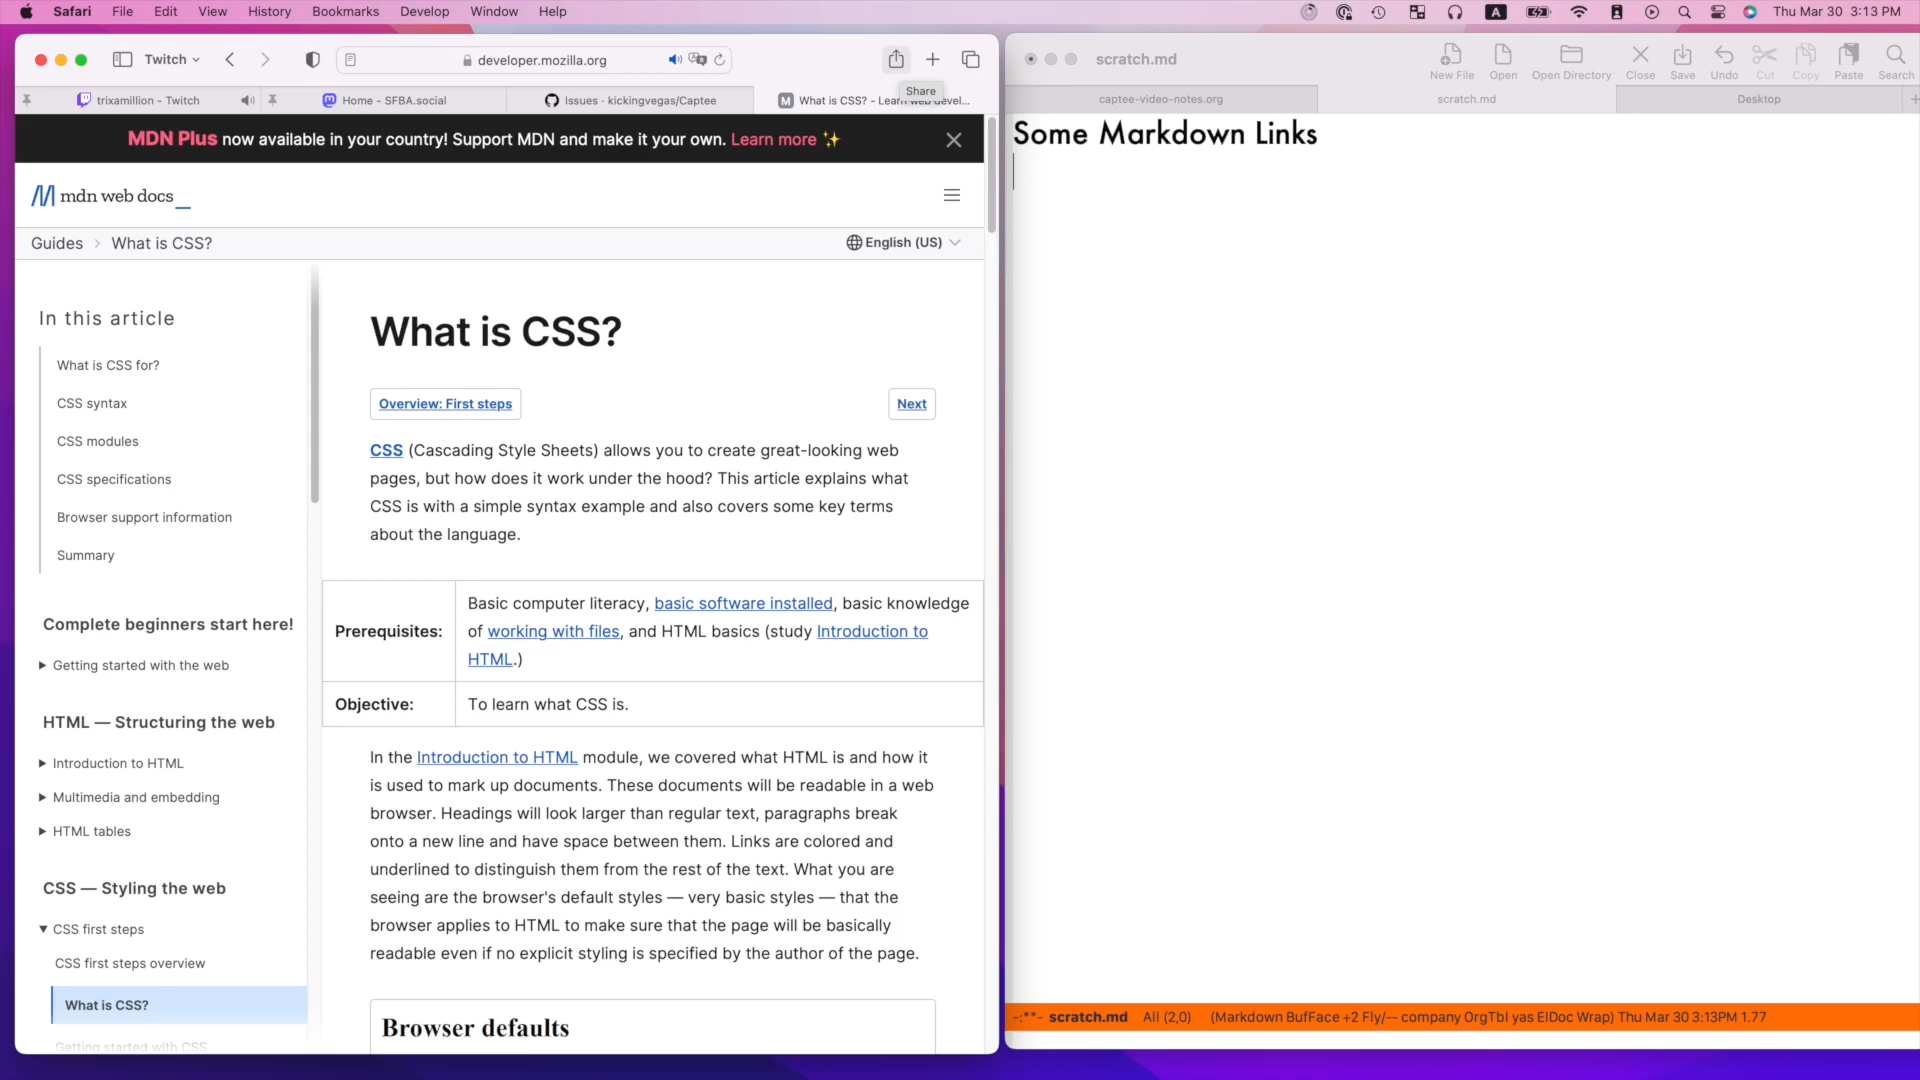 Safari File Edit View History Bookmarks Develop Window Help
A
Thu Mar 30 3:13 PM
Twitch
developer.mozilla.org
Share
trixamillion - Twitch
Home - SFBA.social
Issues · kickingvegas/Captee
What is CSS? - Learn web devel...
MDN Plus now available in your country! Support MDN and make it your own. Learn more ✨
mdn web docs_
Guides > What is CSS?
English (US)
In this article
What is CSS for?
CSS syntax
CSS modules
CSS specifications
Browser support information
Summary
Complete beginners start here!
Getting started with the web
HTML — Structuring the web
Introduction to HTML
Multimedia and embedding
HTML tables
CSS — Styling the web
CSS first steps
CSS first steps overview
What is CSS?
Getting started with CSS
What is CSS?
Overview: First steps
Next
CSS (Cascading Style Sheets) allows you to create great-looking web
pages, but how does it work under the hood? This article explains what
CSS is with a simple syntax example and also covers some key terms
about the language.
Prerequisites:
Basic computer literacy, basic software installed, basic knowledge
of working with files, and HTML basics (study Introduction to
HTML.)
Objective:
To learn what CSS is.
In the Introduction to HTML module, we covered what HTML is and how it
is used to mark up documents. These documents will be readable in a web
browser. Headings will look larger than regular text, paragraphs break
onto a new line and have space between them. Links are colored and
underlined to distinguish them from the rest of the text. What you are
seeing are the browser's default styles — very basic styles — that the
browser applies to HTML to make sure that the page will be basically
readable even if no explicit styling is specified by the author of the page.
Browser defaults
scratch.md
New File Open Open Directory Close Save Undo Cut Copy Paste Search
captee-video-notes.org
scratch.md
Desktop
Some Markdown Links
-:**- scratch.md All (2,0) (Markdown BufFace +2 Fly/-- company OrgTbl yas ElDoc Wrap) Thu Mar 30 3:13PM 1.77